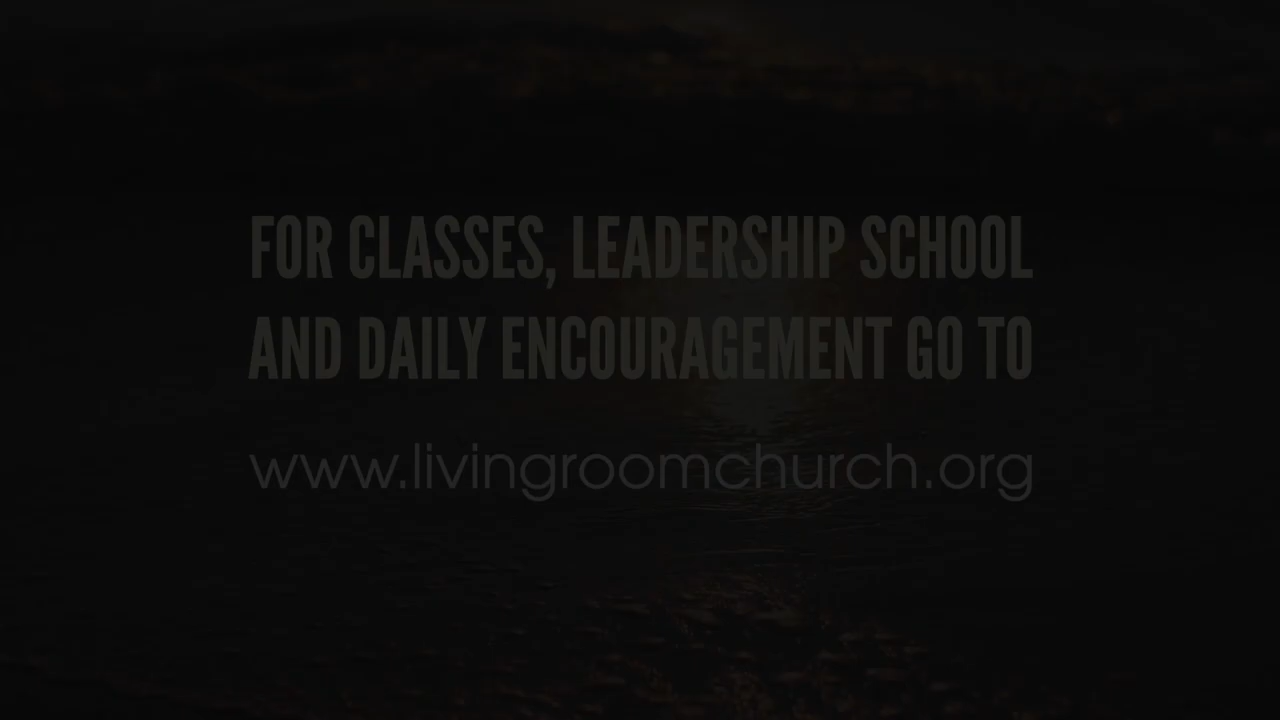 FOR CLASSES, LEADERSHIP SCHOOL
AND DAILY ENCOURAGEMENT GO TO
www.livingroomchurch.org